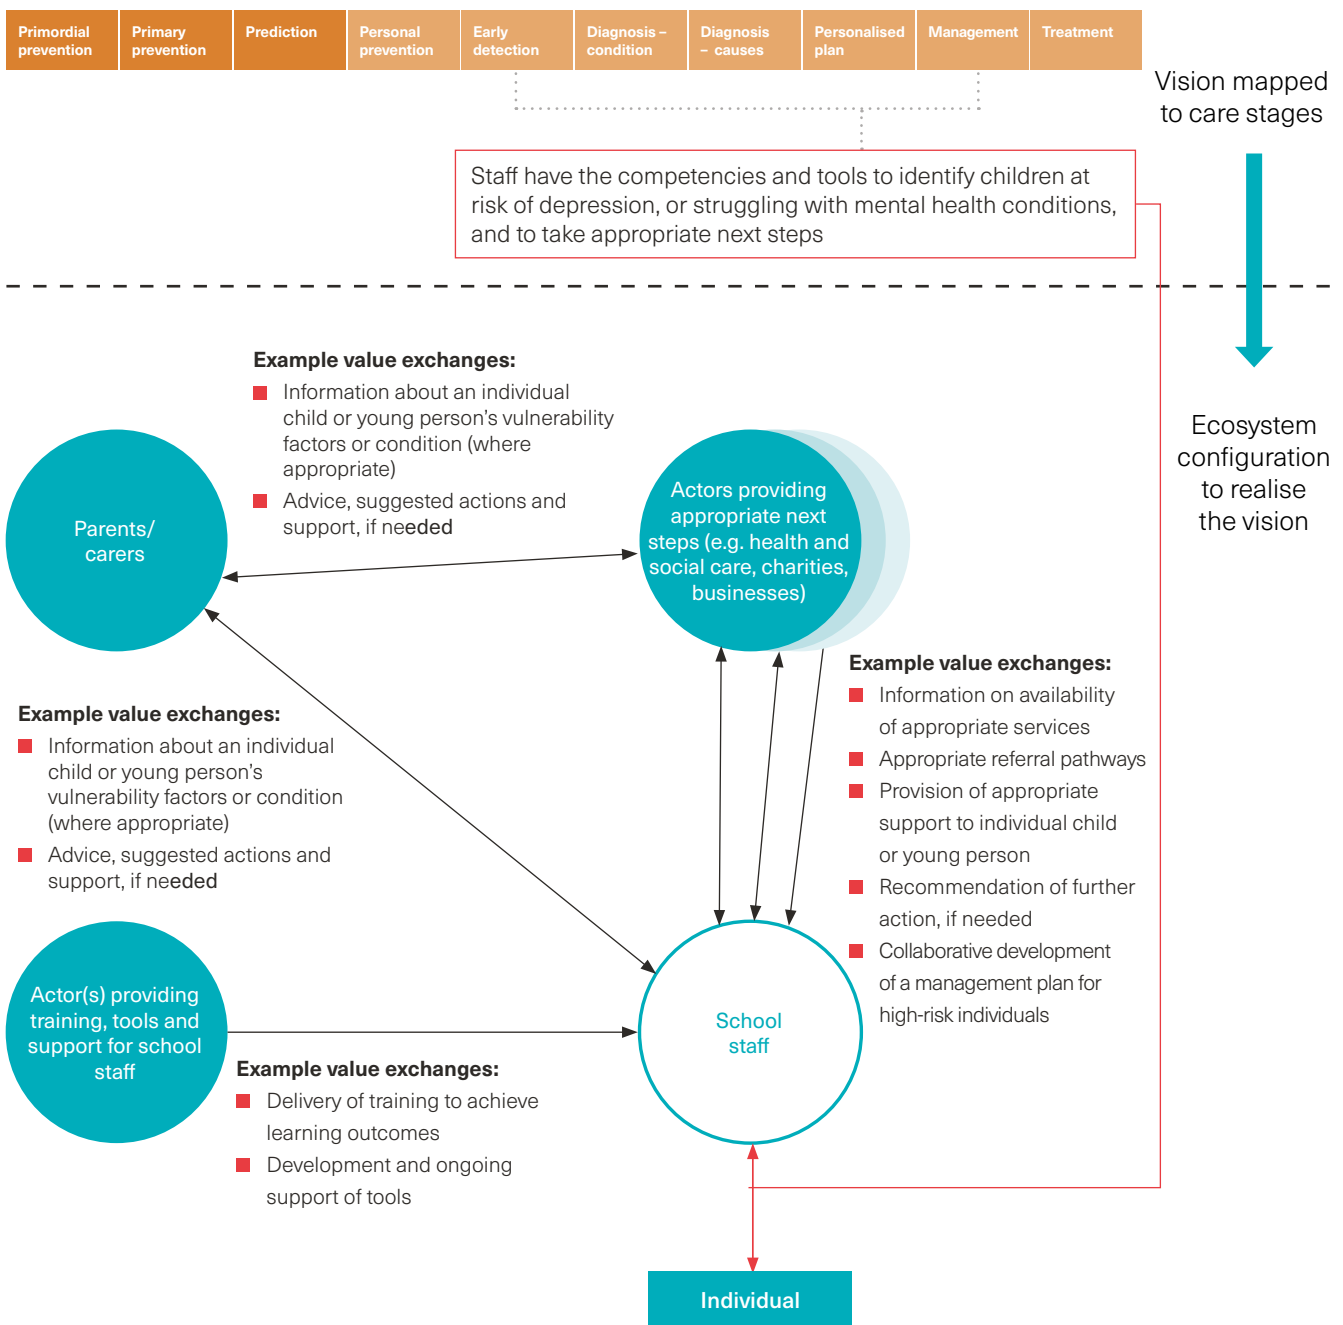 Primordial
prevention
Primary
prevention
Prediction
Personal
prevention
Early
detection
Diagnosis –
condition
Diagnosis
– causes
Personalised
plan
Management
Treatment
Vision mapped
to care stages
Staff have the competencies and tools to identify children at
risk of depression, or struggling with mental health conditions,
and to take appropriate next steps
Ecosystem
configuration
to realise
the vision
Example value exchanges:
Information about an individual
child or young person’s vulnerability
factors or condition (where
appropriate)
Advice, suggested actions and
support, if needed
Parents/
carers
Actors providing
appropriate next
steps (e.g. health and
social care, charities,
businesses)
Example value exchanges:
Information on availability
of appropriate services
Appropriate referral pathways
Provision of appropriate
support to individual child
or young person
Recommendation of further
action, if needed
Collaborative development
of a management plan for
high-risk individuals
Example value exchanges:
Information about an individual
child or young person’s
vulnerability factors or condition
(where appropriate)
Advice, suggested actions and
support, if needed
Actor(s) providing
training, tools and
support for school
staff
School
staff
Example value exchanges:
Delivery of training to achieve
learning outcomes
Development and ongoing
support of tools
Individual